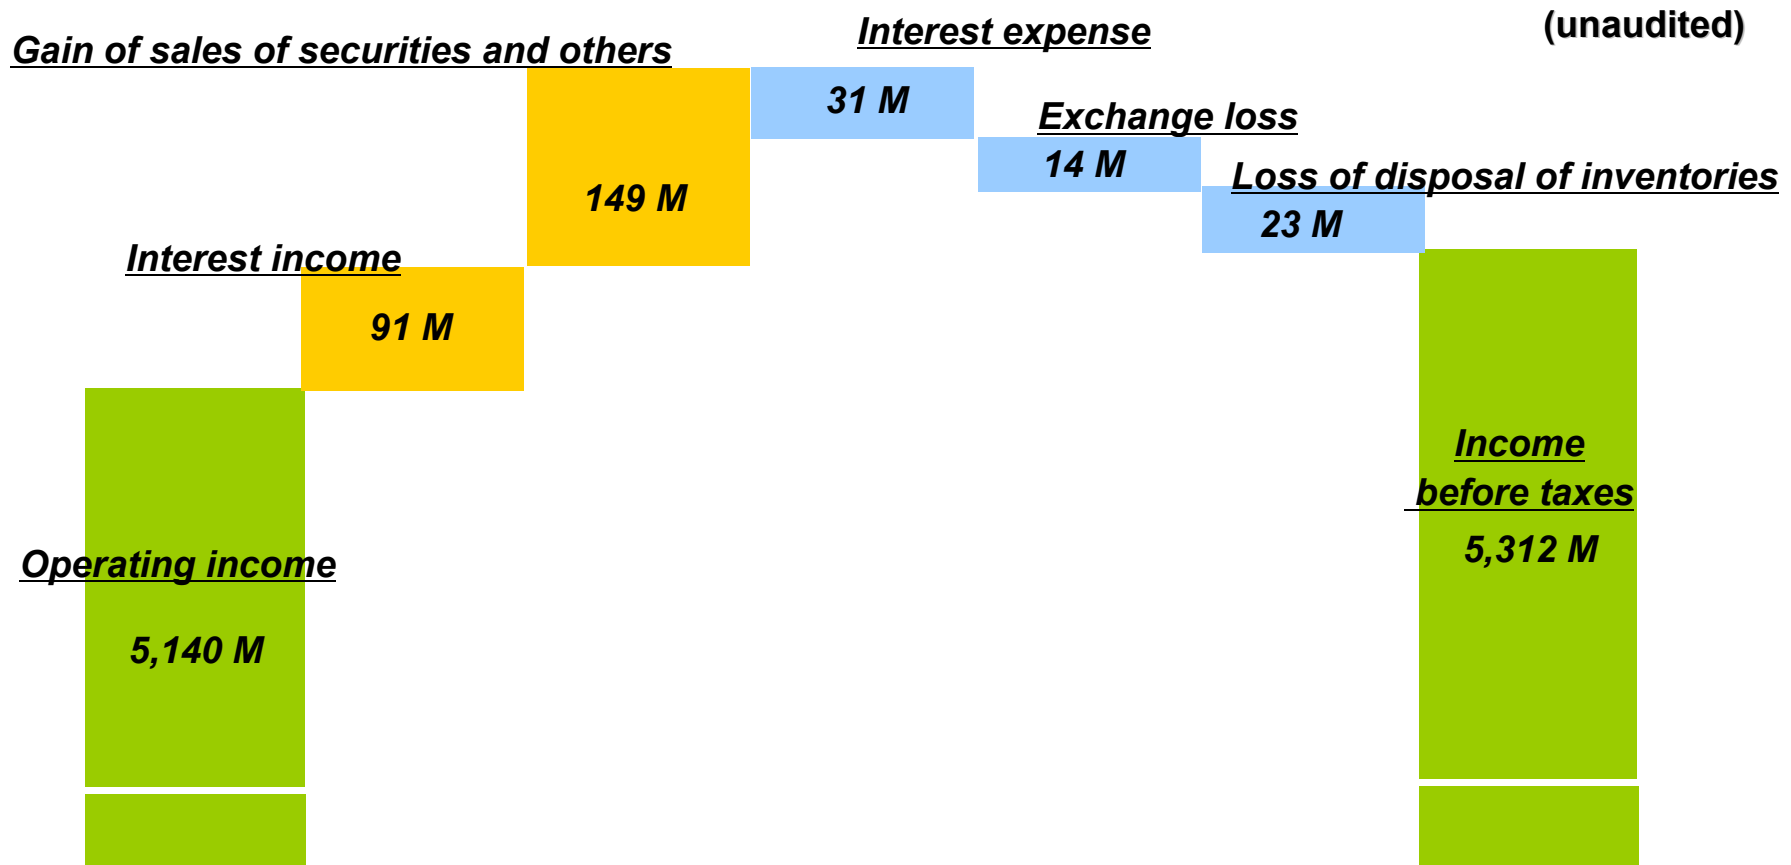 (unaudited)
Gain of sales of securities and others
Interest expense
31 M
Exchange loss
14 M
Loss of disposal of inventories
23 M
149 M
Interest income
91 M
Income
before taxes
5,312 M
Operating income
5,140 M